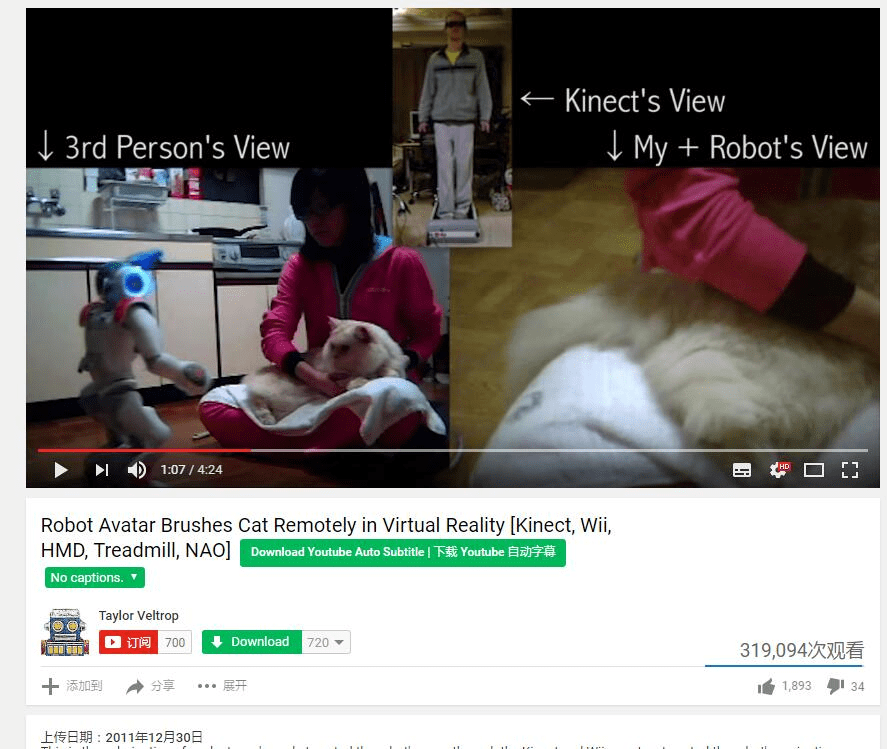 ← Kinect's View
↓ 3rd Person's View
↓ My + Robot's View
1:07 / 4:24
HD
Robot Avatar Brushes Cat Remotely in Virtual Reality [Kinect, Wii,
HMD, Treadmill, NAO] Download Youtube Auto Subtitle | 下载 Youtube 自动字幕
No captions. ▼
Taylor Veltrop
订阅 700 Download 720
319,094次观看
添加到 分享 展开 1,893 34
上传日期：2011年12月30日